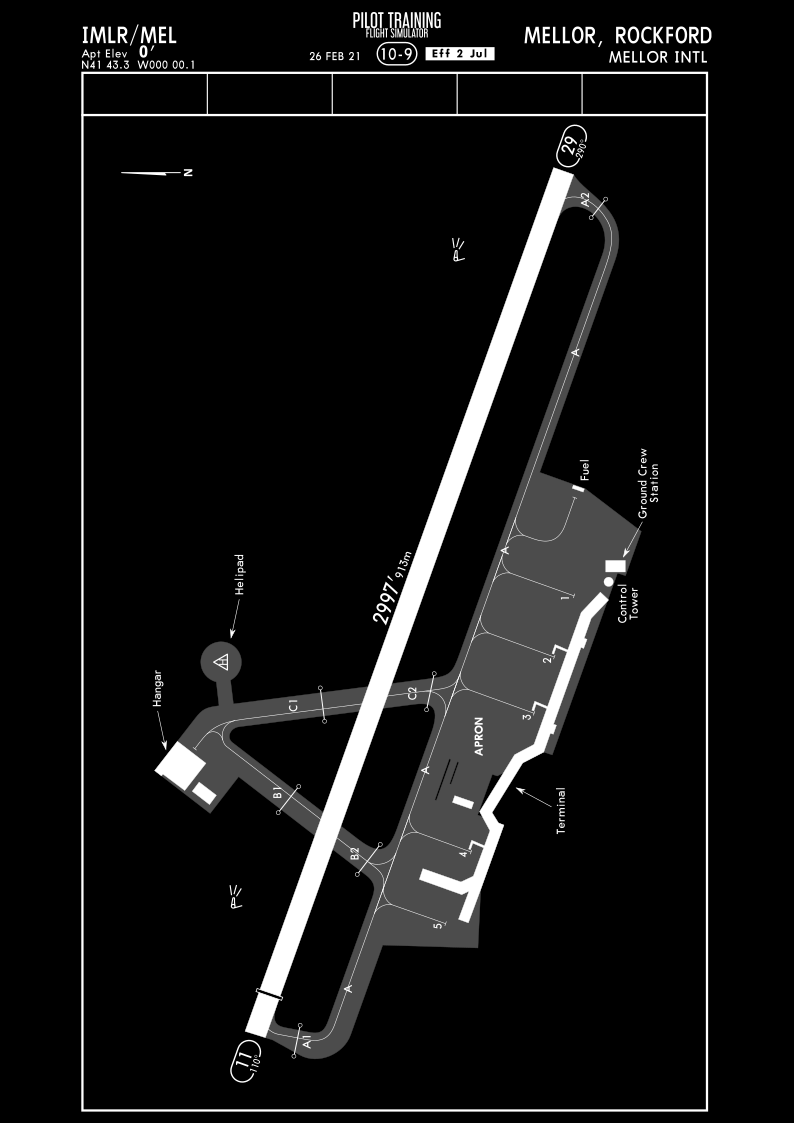 IMLR/MEL
Apt Elev 0'
N41 43.3 W000 00.1
PILOT TRAINING
FLIGHT SIMULATOR
26 FEB 21 10-9 Eff 2 Jul
MELLOR, ROCKFORD
MELLOR INTL
N
29
290°
A2
A
Fuel
Ground Crew
Station
A
2997'
913m
Helipad
H
1
Control
Tower
2
Hangar
C1
C2
3
APRON
A
B1
Terminal
B2
4
5
A
A1
11
110°